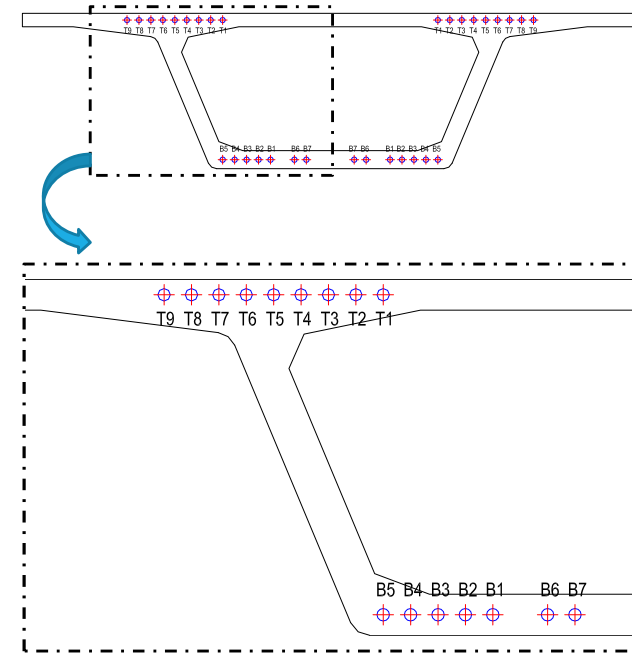 T9 T8 T7 T6 T5 T4 T3 T2 T1 T1 T2 T3 T4 T5 T6 T7 T8 T9
B5 B4 B3 B2 B1 B6 B7 B7 B6 B1 B2 B3 B4 B5
T9 T8 T7 T6 T5 T4 T3 T2 T1
B5 B4 B3 B2 B1 B6 B7